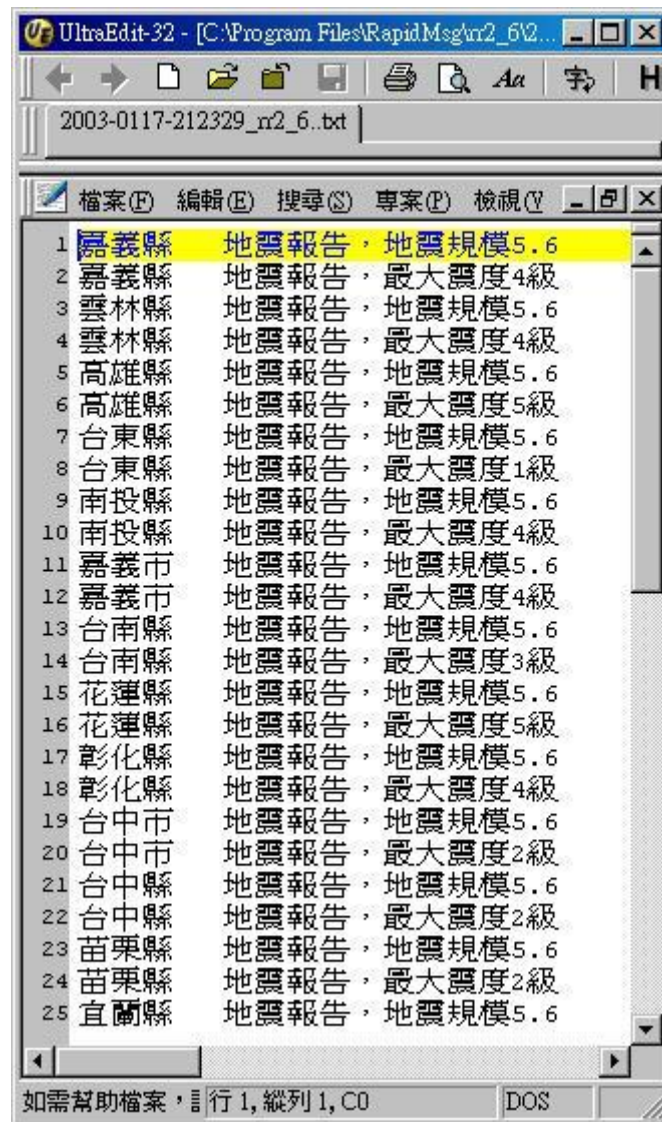 UltraEdit-32 - [C:\Program Files\RapidMsg\rr2_6\2...
Aa 字 H
2003-0117-212329_rr2_6..txt
檔案(F) 編輯(E) 搜尋(S) 專案(P) 檢視(V
1 嘉義縣 地震報告，地震規模5.6
2 嘉義縣 地震報告，最大震度4級
3 雲林縣 地震報告，地震規模5.6
4 雲林縣 地震報告，最大震度4級
5 高雄縣 地震報告，地震規模5.6
6 高雄縣 地震報告，最大震度5級
7 台東縣 地震報告，地震規模5.6
8 台東縣 地震報告，最大震度1級
9 南投縣 地震報告，地震規模5.6
10 南投縣 地震報告，最大震度4級
11 嘉義市 地震報告，地震規模5.6
12 嘉義市 地震報告，最大震度4級
13 台南縣 地震報告，地震規模5.6
14 台南縣 地震報告，最大震度3級
15 花蓮縣 地震報告，地震規模5.6
16 花蓮縣 地震報告，最大震度5級
17 彰化縣 地震報告，地震規模5.6
18 彰化縣 地震報告，最大震度4級
19 台中市 地震報告，地震規模5.6
20 台中市 地震報告，最大震度2級
21 台中縣 地震報告，地震規模5.6
22 台中縣 地震報告，最大震度2級
23 苗栗縣 地震報告，地震規模5.6
24 苗栗縣 地震報告，最大震度2級
25 宜蘭縣 地震報告，地震規模5.6
如需幫助檔案， 行 1, 縱列 1, C0 DOS